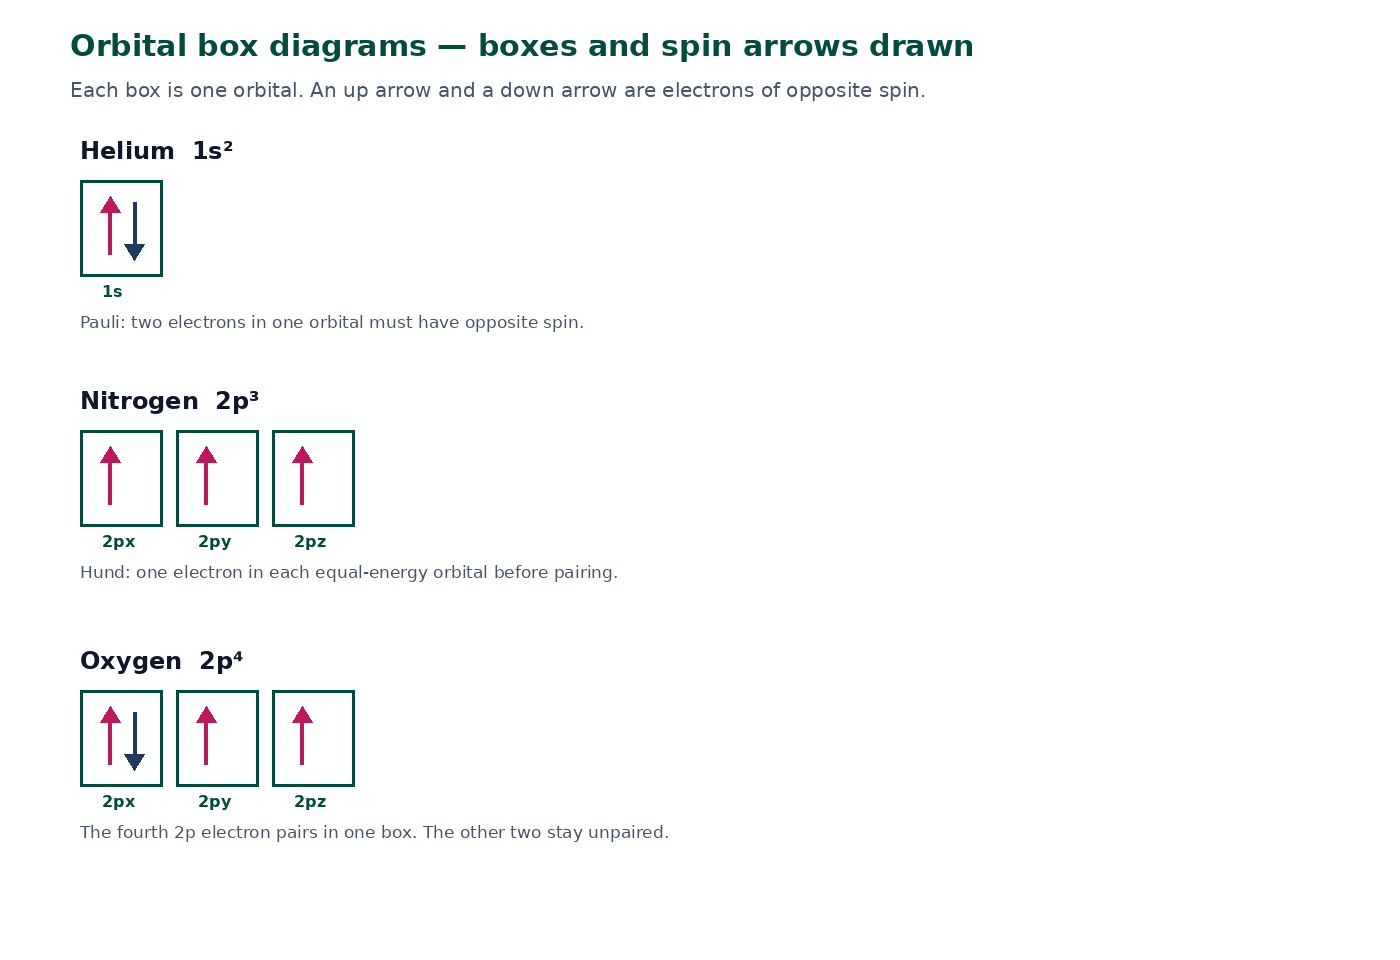 Orbital box diagrams — boxes and spin arrows drawn
Each box is one orbital. An up arrow and a down arrow are electrons of opposite spin.
Helium  1s²
1s
Pauli: two electrons in one orbital must have opposite spin.
Nitrogen  2p³
2px 2py 2pz
Hund: one electron in each equal-energy orbital before pairing.
Oxygen  2p⁴
2px 2py 2pz
The fourth 2p electron pairs in one box. The other two stay unpaired.